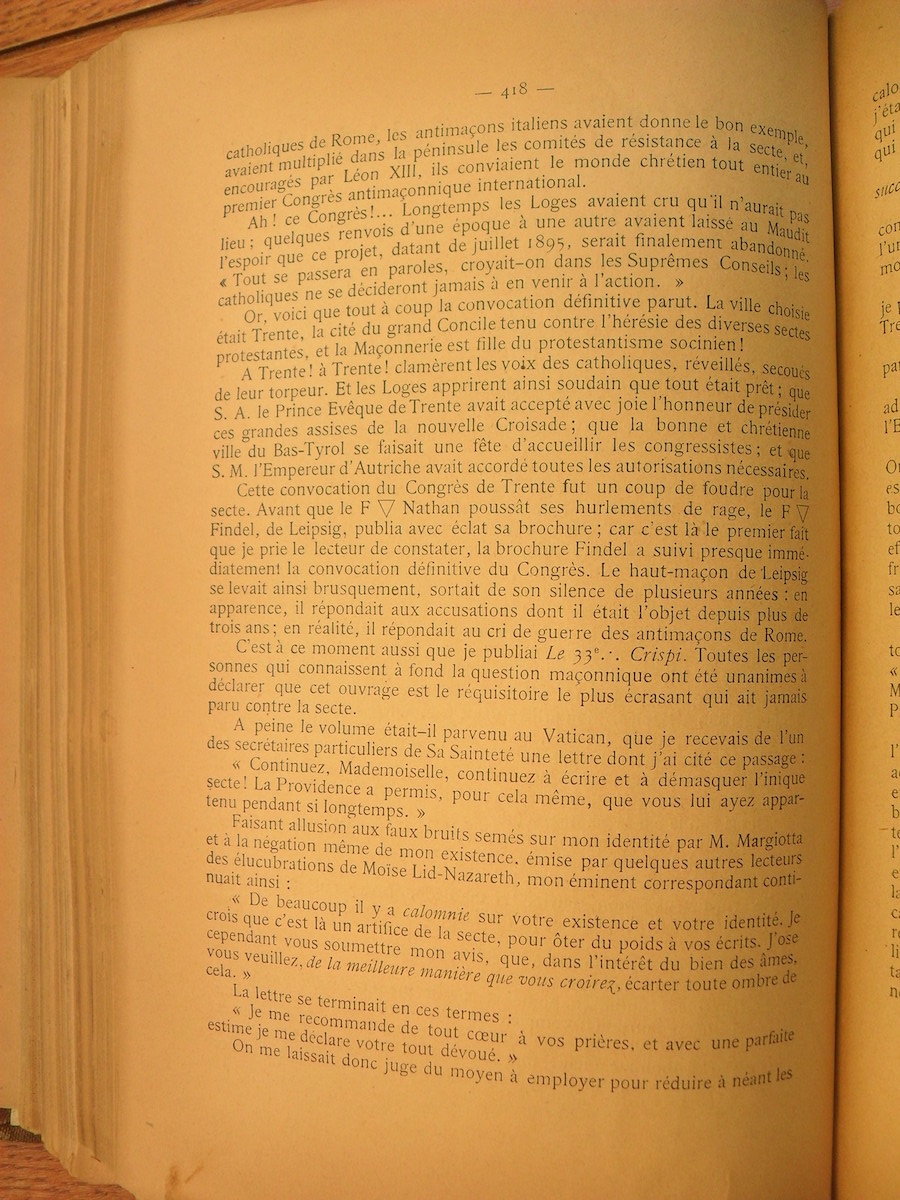 — 418 —
catholiques de Rome, les antimaçons italiens avaient donne le bon exemple,
avaient multiplié dans la péninsule les comités de résistance à la secte, et,
encouragés par Léon XIII, ils conviaient le monde chrétien tout entier au
premier Congrès antimaçonnique international.
Ah ! ce Congrès !... Longtemps les Loges avaient cru qu'il n'aurait pas
lieu ; quelques renvois d'une époque à une autre avaient laissé au Maudit
l'espoir que ce projet, datant de juillet 1895, serait finalement abandonné.
« Tout se passera en paroles, croyait-on dans les Suprêmes Conseils ; les
catholiques ne se décideront jamais à en venir à l'action. »
Or, voici que tout à coup la convocation définitive parut. La ville choisie
était Trente, la cité du grand Concile tenu contre l'hérésie des diverses sectes
protestantes, et la Maçonnerie est fille du protestantisme socinien !
A Trente ! à Trente ! clamèrent les voix des catholiques, réveillés, secoués
de leur torpeur. Et les Loges apprirent ainsi soudain que tout était prêt ; que
S. A. le Prince Evêque de Trente avait accepté avec joie l'honneur de présider
ces grandes assises de la nouvelle Croisade ; que la bonne et chrétienne
ville du Bas-Tyrol se faisait une fête d'accueillir les congressistes ; et que
S. M. l'Empereur d'Autriche avait accordé toutes les autorisations nécessaires.
Cette convocation du Congrès de Trente fut un coup de foudre pour la
secte. Avant que le F ▽ Nathan poussât ses hurlements de rage, le F ▽
Findel, de Leipsig, publia avec éclat sa brochure ; car c'est là le premier fait
que je prie le lecteur de constater, la brochure Findel a suivi presque immé-
diatement la convocation définitive du Congrès. Le haut-maçon de Leipsig
se levait ainsi brusquement, sortait de son silence de plusieurs années : en
apparence, il répondait aux accusations dont il était l'objet depuis plus de
trois ans ; en réalité, il répondait au cri de guerre des antimaçons de Rome.
C'est à ce moment aussi que je publiai Le 33e∴ Crispi. Toutes les per-
sonnes qui connaissent à fond la question maçonnique ont été unanimes à
déclarer que cet ouvrage est le réquisitoire le plus écrasant qui ait jamais
paru contre la secte.
A peine le volume était-il parvenu au Vatican, que je recevais de l'un
des secrétaires particuliers de Sa Sainteté une lettre dont j'ai cité ce passage :
« Continuez, Mademoiselle, continuez à écrire et à démasquer l'inique
secte ! La Providence a permis, pour cela même, que vous lui ayez appar-
tenu pendant si longtemps. »
Faisant allusion aux faux bruits semés sur mon identité par M. Margiotta
et à la négation même de mon existence, émise par quelques autres lecteurs
des élucubrations de Moïse Lid-Nazareth, mon éminent correspondant conti-
nuait ainsi :
« De beaucoup il y a calomnie sur votre existence et votre identité. Je
crois que c'est là un artifice de la secte, pour ôter du poids à vos écrits. J'ose
cependant vous soumettre mon avis, que, dans l'intérêt du bien des âmes,
vous veuillez, de la meilleure manière que vous croirez, écarter toute ombre de
cela. »
La lettre se terminait en ces termes :
« Je me recommande de tout cœur à vos prières, et avec une parfaite
estime je me déclare votre tout dévoué. »
On me laissait donc juge du moyen à employer pour réduire à néant les